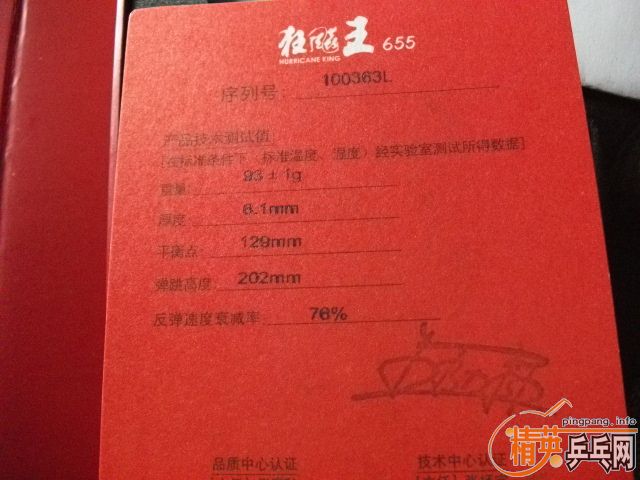 狂飚王 655
HURRICANE KING
序列号： 100363L
产品技术测试值
[在标准条件下（标准温度、湿度）经实验室测试所得数据]
重量： 93±1g
厚度： 6.1mm
平衡点： 129mm
弹跳高度： 202mm
反弹速度衰减率： 76%
品质中心认证
技术中心认证
pingpang.info
精英乒乓网